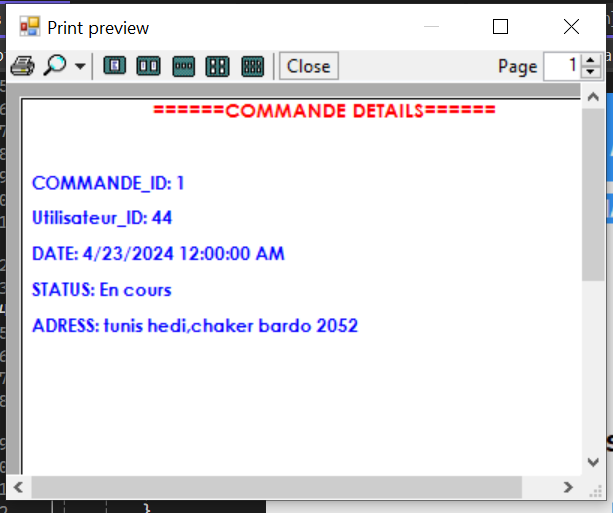 Print preview
Close
Page 1
======COMMANDE DETAILS======
COMMANDE_ID: 1
Utilisateur_ID: 44
DATE: 4/23/2024 12:00:00 AM
STATUS: En cours
ADRESS: tunis hedi,chaker bardo 2052
}